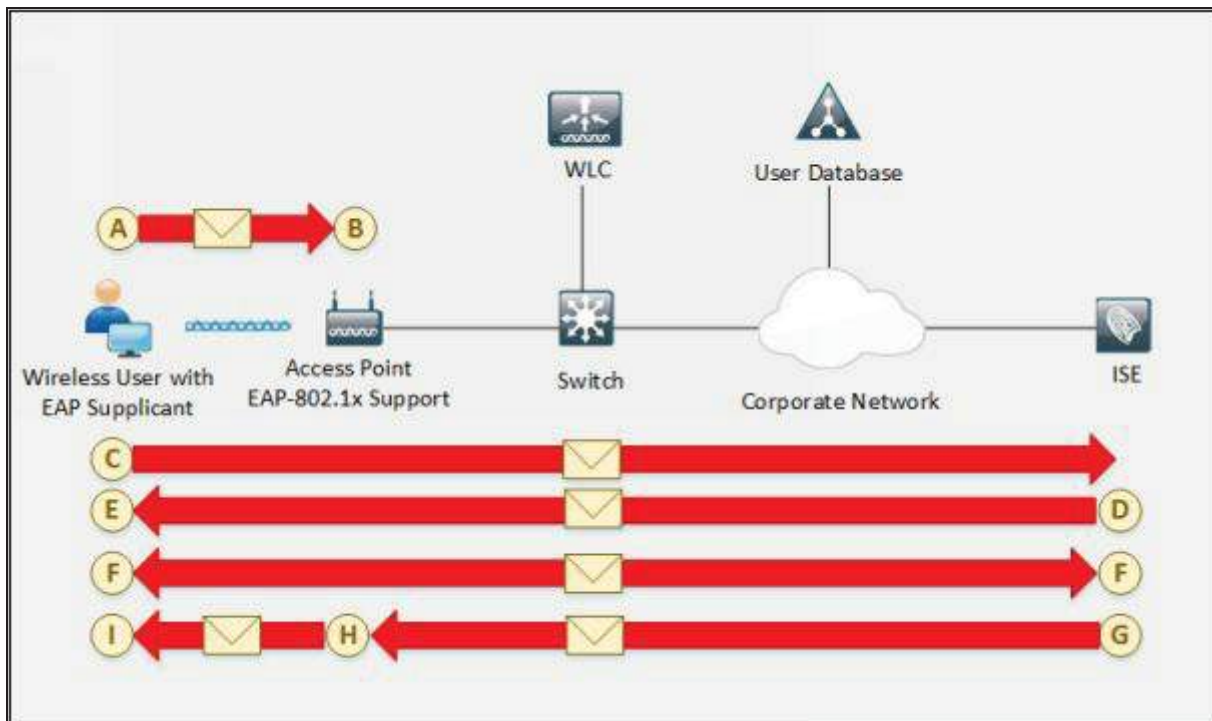 WLC
User Database
A
B
Wireless User with
EAP Supplicant
Access Point
EAP-802.1x Support
Switch
Corporate Network
ISE
C
E
D
F
F
I
H
G